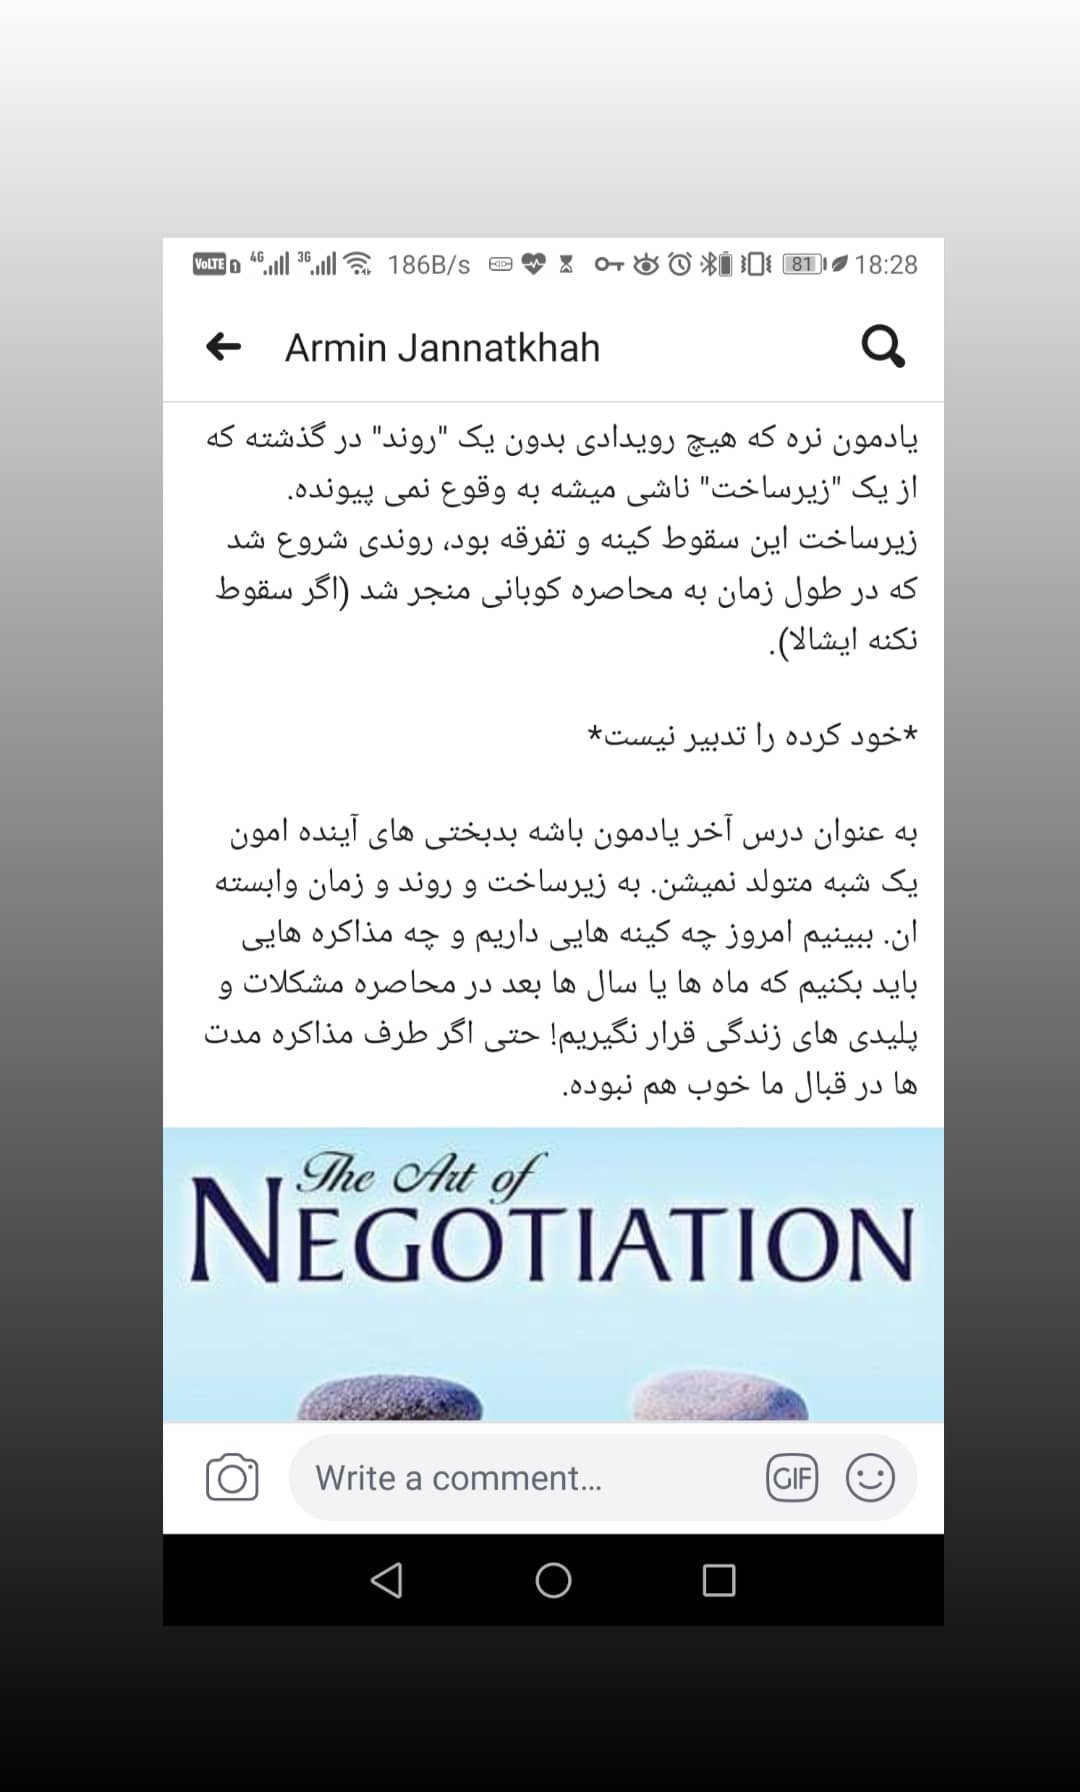 VoLTE 1 4G 3G 186B/s 81 18:28
Armin Jannatkhah
یادمون نره که هیچ رویدادی بدون یک "روند" در گذشته که
از یک "زیرساخت" ناشی میشه به وقوع نمی پیونده.
زیرساخت این سقوط کینه و تفرقه بود، روندی شروع شد
که در طول زمان به محاصره کوبانی منجر شد (اگر سقوط
نکنه ایشالا).
*خود کرده را تدبیر نیست*
به عنوان درس آخر یادمون باشه بدبختی های آینده امون
یک شبه متولد نمیشن. به زیرساخت و روند و زمان وابسته
ان. ببینیم امروز چه کینه هایی داریم و چه مذاکره هایی
باید بکنیم که ماه ها یا سال ها بعد در محاصره مشکلات و
پلیدی های زندگی قرار نگیریم! حتی اگر طرف مذاکره مدت
ها در قبال ما خوب هم نبوده.
The Art of
NEGOTIATION
Write a comment... GIF